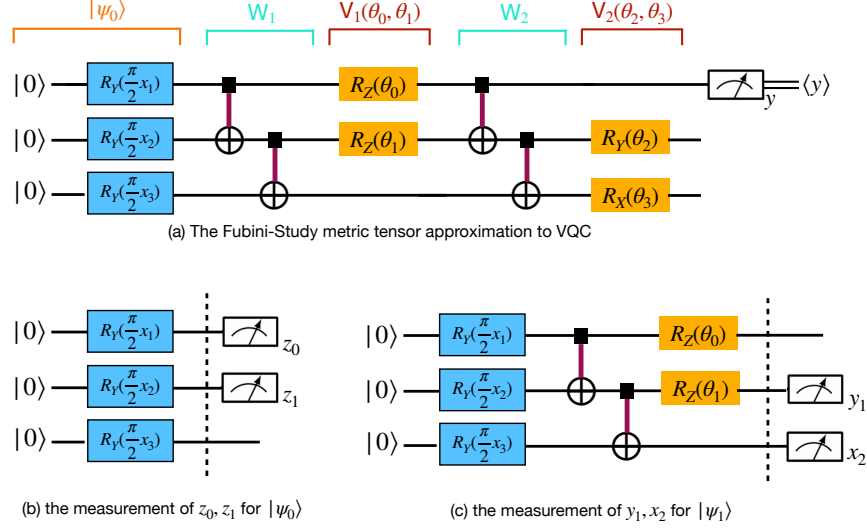 |ψ₀⟩ W₁ V₁(θ₀, θ₁) W₂ V₂(θ₂, θ₃)
|0⟩ R_Y(π/2 x₁) R_Z(θ₀) y ⟨y⟩
|0⟩ R_Y(π/2 x₂) R_Z(θ₁) R_Y(θ₂)
|0⟩ R_Y(π/2 x₃) R_X(θ₃)
(a) The Fubini-Study metric tensor approximation to VQC
|0⟩ R_Y(π/2 x₁) z₀
|0⟩ R_Y(π/2 x₂) z₁
|0⟩ R_Y(π/2 x₃)
(b) the measurement of z₀, z₁ for |ψ₀⟩
|0⟩ R_Y(π/2 x₁) R_Z(θ₀)
|0⟩ R_Y(π/2 x₂) R_Z(θ₁) y₁
|0⟩ R_Y(π/2 x₃) x₂
(c) the measurement of y₁, x₂ for |ψ₁⟩